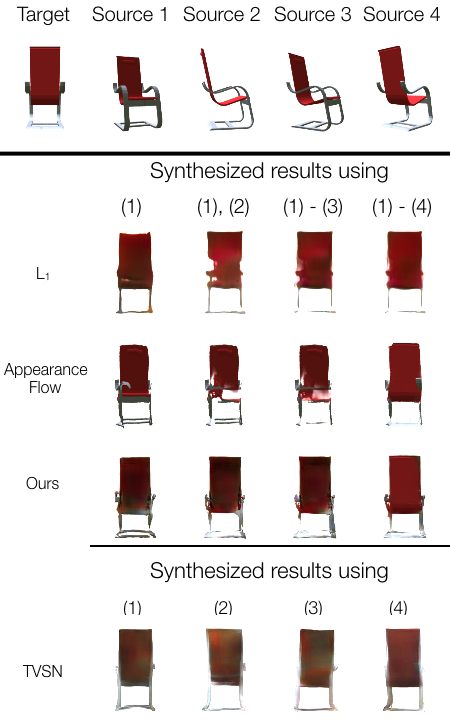 Target Source 1 Source 2 Source 3 Source 4
Synthesized results using
(1) (1), (2) (1) - (3) (1) - (4)
L₁
Appearance
Flow
Ours
Synthesized results using
(1) (2) (3) (4)
TVSN